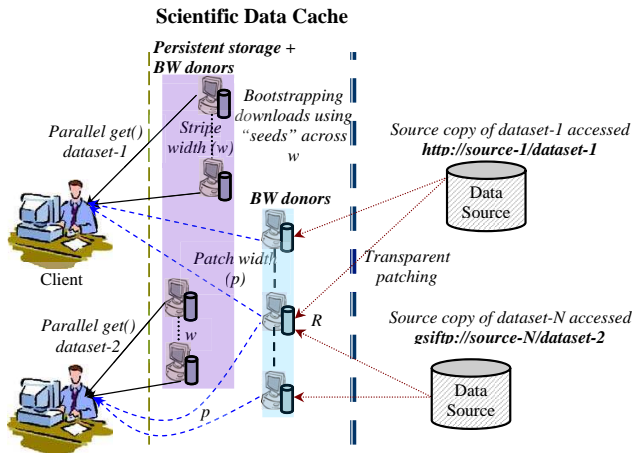 Scientific Data Cache
Persistent storage +
BW donors
Bootstrapping
downloads using
"seeds" across
w
Parallel get()
dataset-1
Stripe
width (w)
Source copy of dataset-1 accessed
http://source-1/dataset-1
BW donors
Data
Source
Client
Patch width
(p)
Transparent
patching
Parallel get()
dataset-2
w
R
Source copy of dataset-N accessed
gsiftp://source-N/dataset-2
p
Data
Source